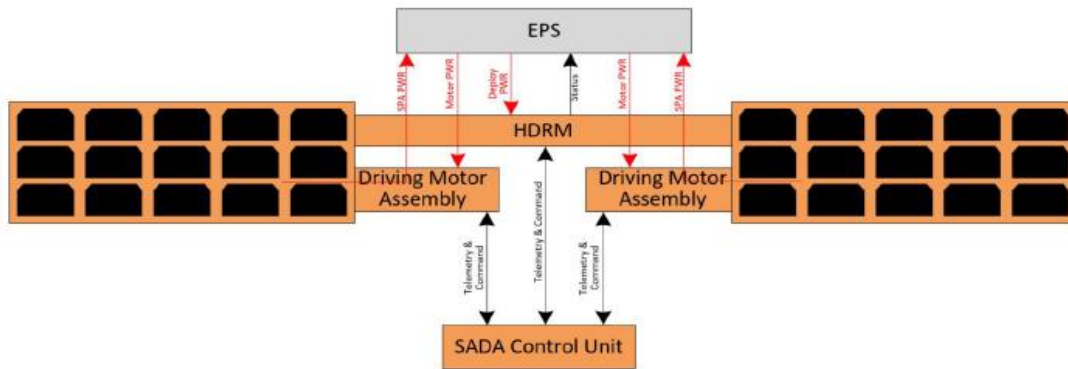 EPS
SPA PWR
Motor PWR
Deploy
PWR
Status
Motor PWR
SPA PWR
HDRM
Driving Motor
Assembly
Driving Motor
Assembly
Telemetry &
Command
Telemetry & Command
Telemetry &
Command
SADA Control Unit